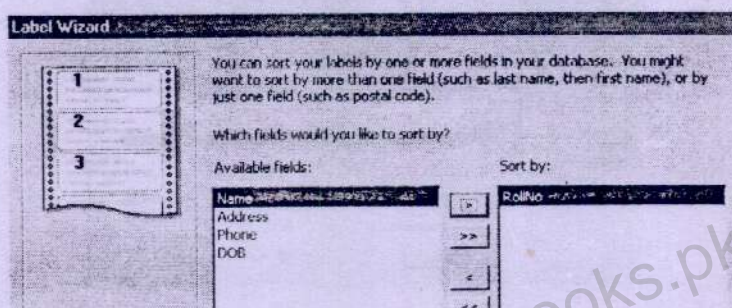 Label Wizard
You can sort your labels by one or more fields in your database. You might
want to sort by more than one field (such as last name, then first name), or by
just one field (such as postal code).
1
2
3
Which fields would you like to sort by?
Available fields:
Sort by:
Name
Address
Phone
DOB
>
>>
<
<<
RollNo
oks.pk